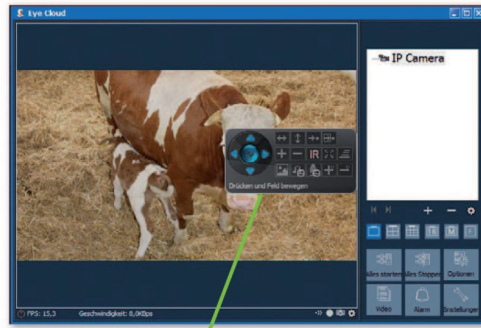 Eye Cloud
IP Camera
IR
Drücken und Feld bewegen
Alles starten
Alles Stoppen
Optionen
Video
Alarm
Einstellungen
FPS: 15,3
Geschwindigkeit: 0,0KBps